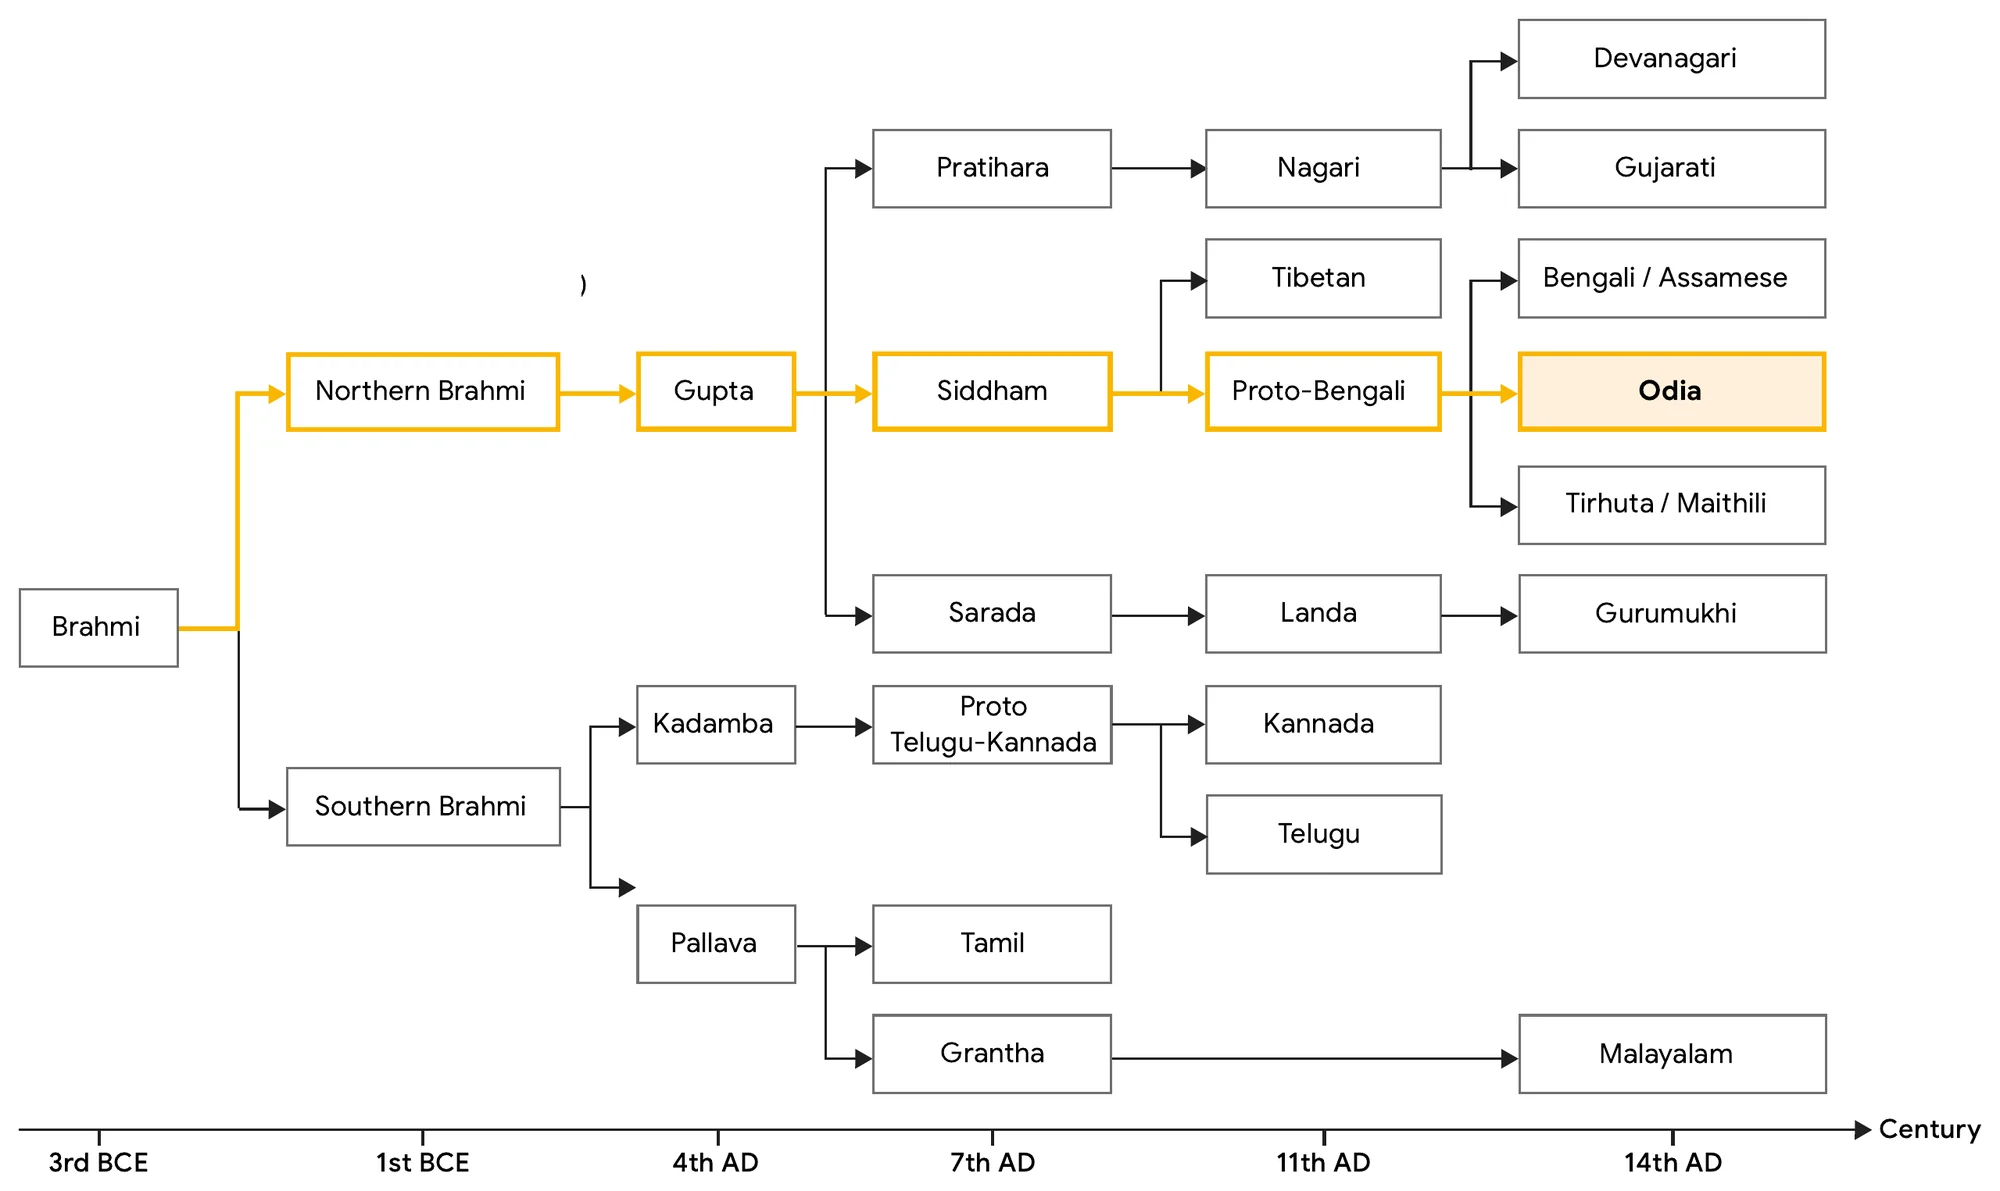 Devanagari
Pratihara
Nagari
Gujarati
Tibetan
Bengali / Assamese
)
Northern Brahmi
Gupta
Siddham
Proto-Bengali
Odia
Tirhuta / Maithili
Brahmi
Sarada
Landa
Gurumukhi
Kadamba
Proto
Telugu-Kannada
Kannada
Southern Brahmi
Telugu
Pallava
Tamil
Grantha
Malayalam
Century
3rd BCE
1st BCE
4th AD
7th AD
11th AD
14th AD